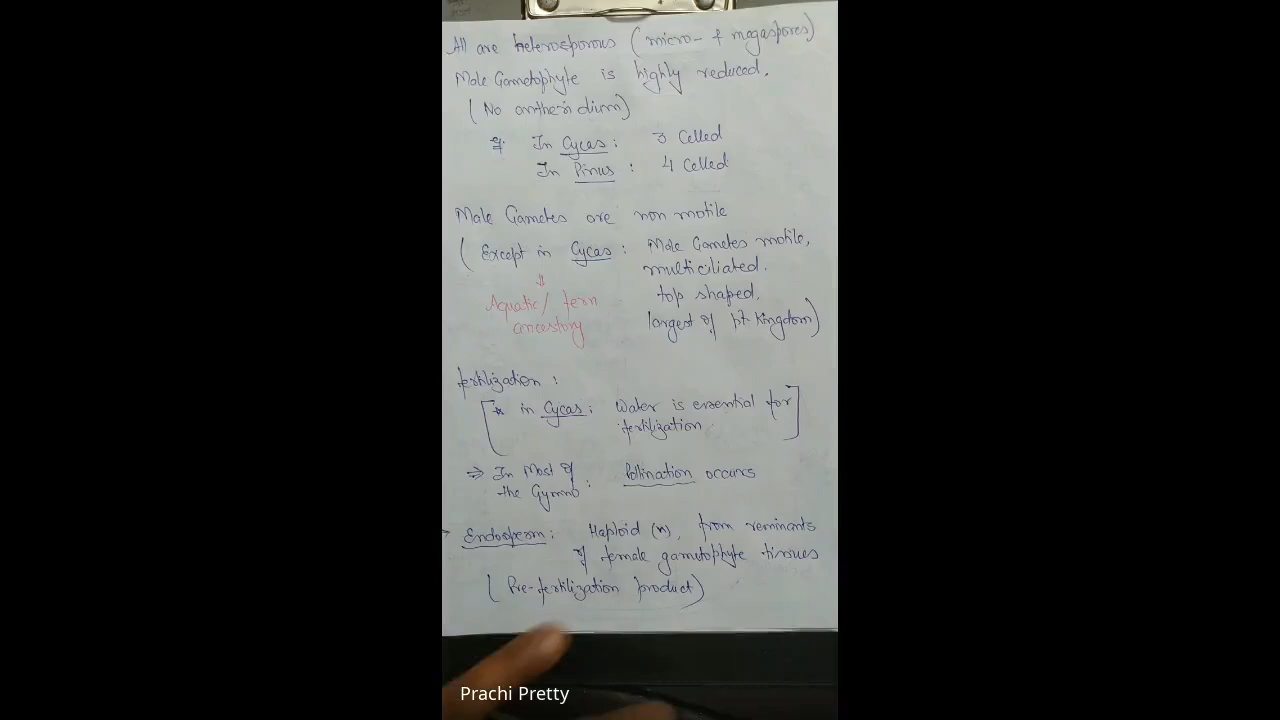 All are heterosporous (micro- & megaspores)
Male Gametophyte is highly reduced.
(No antheridium)
In Cycas: 3 Celled
In Pinus: 4 Celled
Male Gametes are non motile
(Except in Cycas: Male Gametes motile,
multiciliated.
top shaped.
largest of pt Kingdom)
⇓
Aquatic/ fern
ancestory
fertilization:
[* in Cycas: Water is essential for
fertilization]
⇒ In Most of
the Gymno: Pollination occurs
Endosperm: Haploid (n), from reminants
of female gametophyte tissues
(Pre-fertilization product)
Prachi Pretty